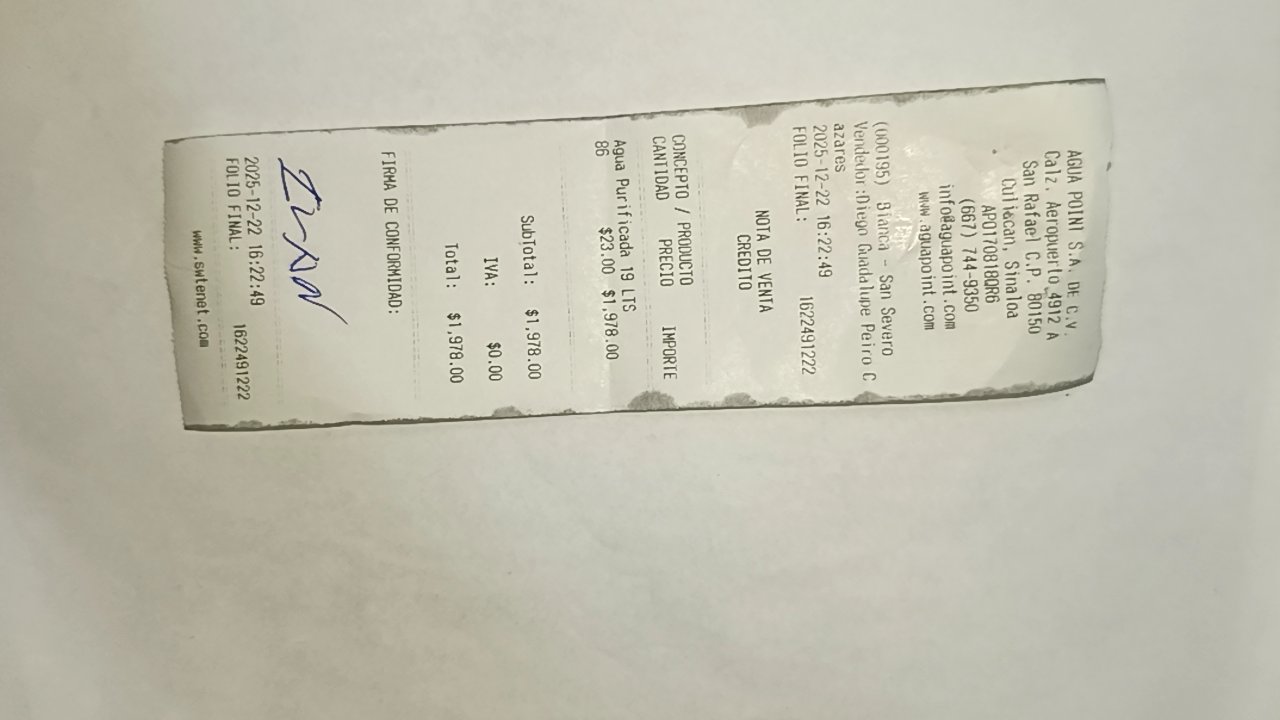 AGUA POINT S.A. DE C.V.
Calz. Aeropuerto 4912 A
San Rafael C.P. 80150
Culiacan, Sinaloa
APO170818QR6
(667) 744-9350
info@aguapoint.com
www.aguapoint.com
(000195) Bianca - San Severo
Vendedor:Diego Guadalupe Peiro C
azares
2025-12-22 16:22:49
FOLIO FINAL: 1622491222
NOTA DE VENTA
CREDITO
CONCEPTO / PRODUCTO
CANTIDAD PRECIO IMPORTE
Agua Purificada 19 LTS
86 $23.00 $1,978.00
SubTotal: $1,978.00
IVA: $0.00
Total: $1,978.00
FIRMA DE CONFORMIDAD:
2025-12-22 16:22:49
FOLIO FINAL: 1622491222
www.swtenet.com